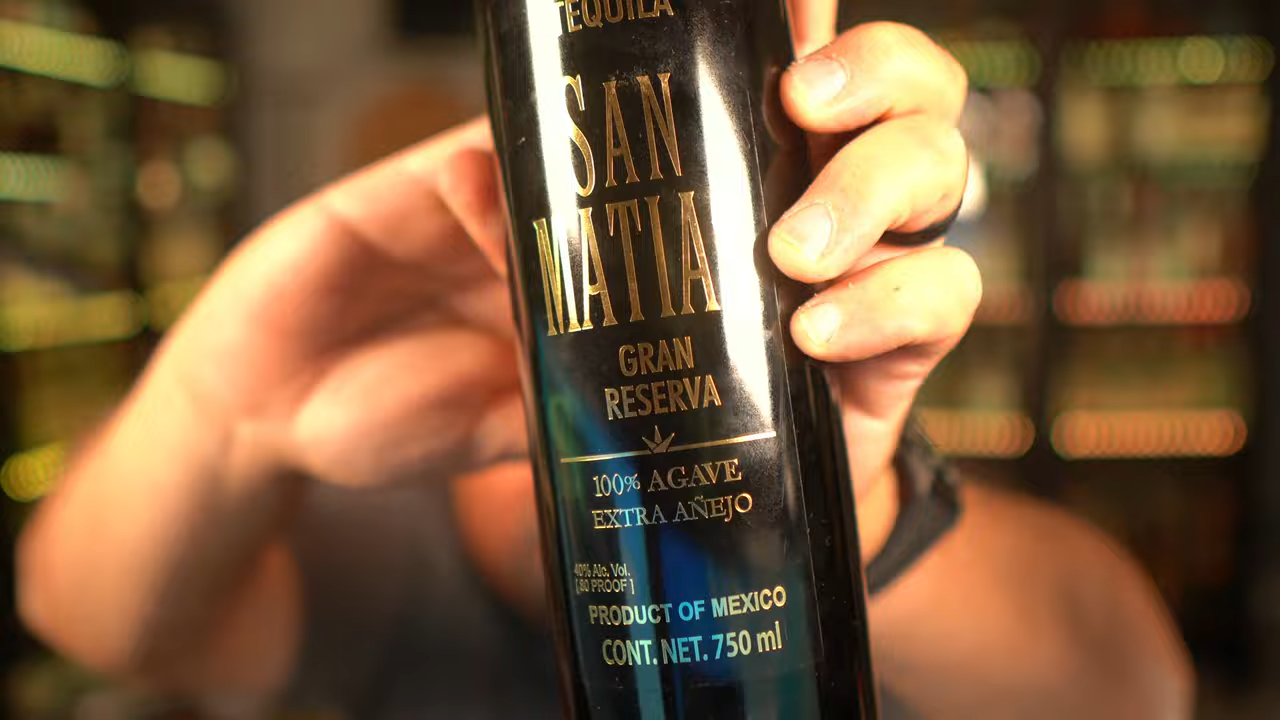 TEQUILA
SAN
MATIA
GRAN
RESERVA
100% AGAVE
EXTRA AÑEJO
40% Alc. Vol.
[80 PROOF]
PRODUCT OF MEXICO
CONT. NET. 750 ml